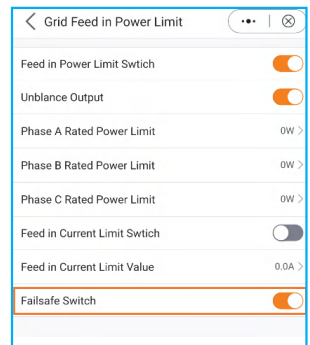 Grid Feed in Power Limit
Feed in Power Limit Swtich
Unblance Output
Phase A Rated Power Limit 0W
Phase B Rated Power Limit 0W
Phase C Rated Power Limit 0W
Feed in Current Limit Swtich
Feed in Current Limit Value 0.0A
Failsafe Switch